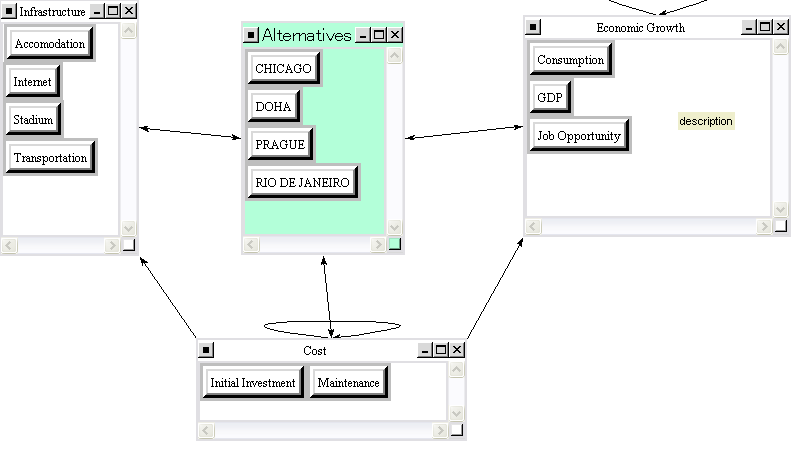 Infrastructure
Accomodation
Internet
Stadium
Transportation
Alternatives
CHICAGO
DOHA
PRAGUE
RIO DE JANEIRO
Economic Growth
Consumption
GDP
Job Opportunity
description
Cost
Initial Investment
Maintenance